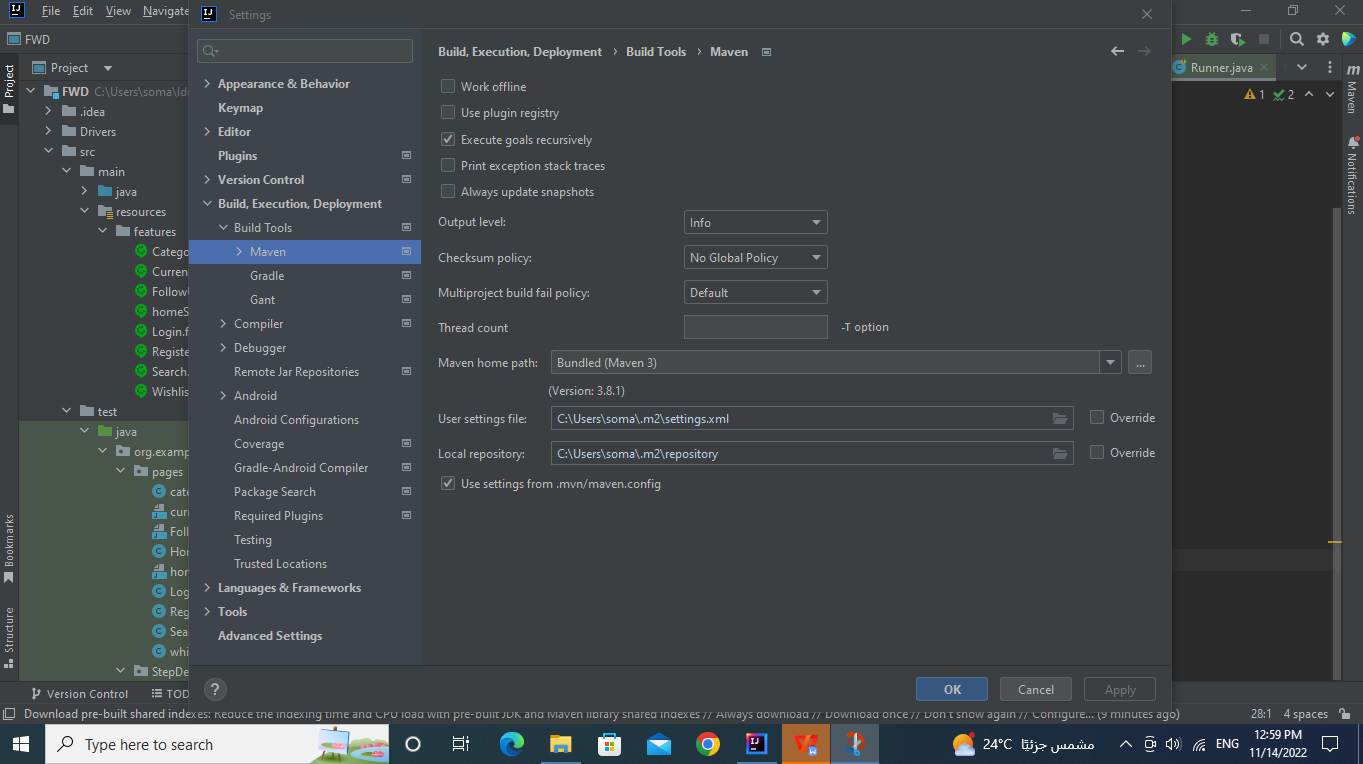 File Edit View Navigate
Settings
FWD
Project
Runner.java
Project
FWD C:\Users\soma\Ide
.idea
Drivers
src
main
java
resources
features
Catego
Curren
Follow
homeS
Login.f
Registe
Search.
Wishlis
test
java
org.examp
pages
cate
curr
Foll
Hor
hor
Log
Reg
Sea
whi
StepDe
Bookmarks
Structure
Appearance & Behavior
Keymap
Editor
Plugins
Version Control
Build, Execution, Deployment
Build Tools
Maven
Gradle
Gant
Compiler
Debugger
Remote Jar Repositories
Android
Android Configurations
Coverage
Gradle-Android Compiler
Package Search
Required Plugins
Testing
Trusted Locations
Languages & Frameworks
Tools
Advanced Settings
Build, Execution, Deployment › Build Tools › Maven
Work offline
Use plugin registry
Execute goals recursively
Print exception stack traces
Always update snapshots
Output level: Info
Checksum policy: No Global Policy
Multiproject build fail policy: Default
Thread count -T option
Maven home path: Bundled (Maven 3) ...
(Version: 3.8.1)
User settings file: C:\Users\soma\.m2\settings.xml Override
Local repository: C:\Users\soma\.m2\repository Override
Use settings from .mvn/maven.config
1 2
Maven
Notifications
? OK Cancel Apply
Version Control TOD
Download pre-built shared indexes: Reduce the indexing time and CPU load with pre-built JDK and Maven library shared indexes // Always download // Download once // Don't show again // Configure... (9 minutes ago) 28:1 4 spaces
Type here to search
24°C مشمس جزئيًا
ENG
12:59 PM
11/14/2022